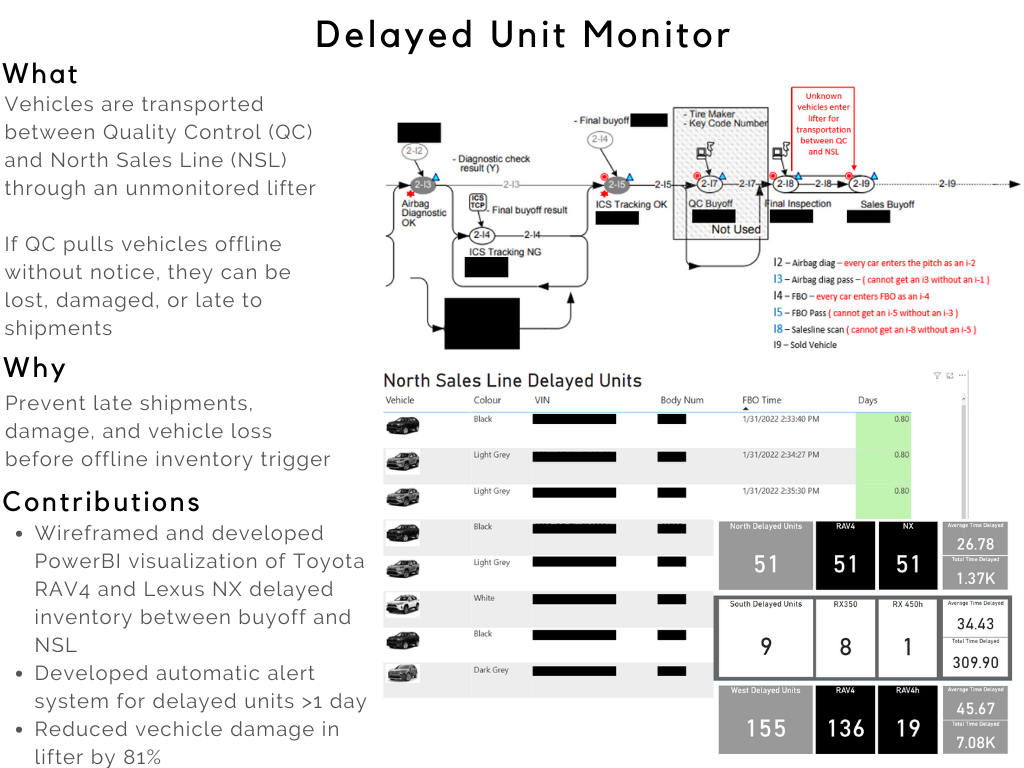 Delayed Unit Monitor
What
Vehicles are transported
between Quality Control (QC)
and North Sales Line (NSL)
through an unmonitored lifter
If QC pulls vehicles offline
without notice, they can be
lost, damaged, or late to
shipments
Why
Prevent late shipments,
damage, and vehicle loss
before offline inventory trigger
Contributions
• Wireframed and developed
PowerBI visualization of Toyota
RAV4 and Lexus NX delayed
inventory between buyoff and
NSL
• Developed automatic alert
system for delayed units >1 day
• Reduced vechicle damage in
lifter by 81%
2-I2
2-I3
Airbag
Diagnostic
OK
- Diagnostic check
result (Y)
2-I3
ICS
TCP
- Final buyoff result
2-I4
2-I4
ICS Tracking NG
- Final buyoff
2-I4
2-I5
ICS Tracking OK
2-I5
- Tire Maker
- Key Code Number
2-I7
2-I7
QC Buyoff
Not Used
Unknown
vehicles enter
lifter for
transportation
between QC
and NSL
2-I8
2-I8
2-I9
2-I9
Final Inspection
Sales Buyoff
I2 – Airbag diag – every car enters the pitch as an i-2
I3 – Airbag diag pass – ( cannot get an i3 without an i-1 )
I4 – FBO – every car enters FBO as an i-4
I5 – FBO Pass ( cannot get an i-5 without an i-3 )
I8 – Salesline scan ( cannot get an i-8 without an i-5 )
I9 – Sold Vehicle
North Sales Line Delayed Units
Vehicle Colour VIN Body Num FBO Time Days
Black 1/31/2022 2:33:40 PM 0.80
Light Grey 1/31/2022 2:34:27 PM 0.80
Light Grey 1/31/2022 2:35:30 PM 0.80
Black
Light Grey
White
Black
Dark Grey
North Delayed Units RAV4 NX Average Time Delayed
51 51 51 26.78
Total Time Delayed
1.37K
South Delayed Units RX350 RX 450h Average Time Delayed
9 8 1 34.43
Total Time Delayed
309.90
West Delayed Units RAV4 RAV4h Average Time Delayed
155 136 19 45.67
Total Time Delayed
7.08K